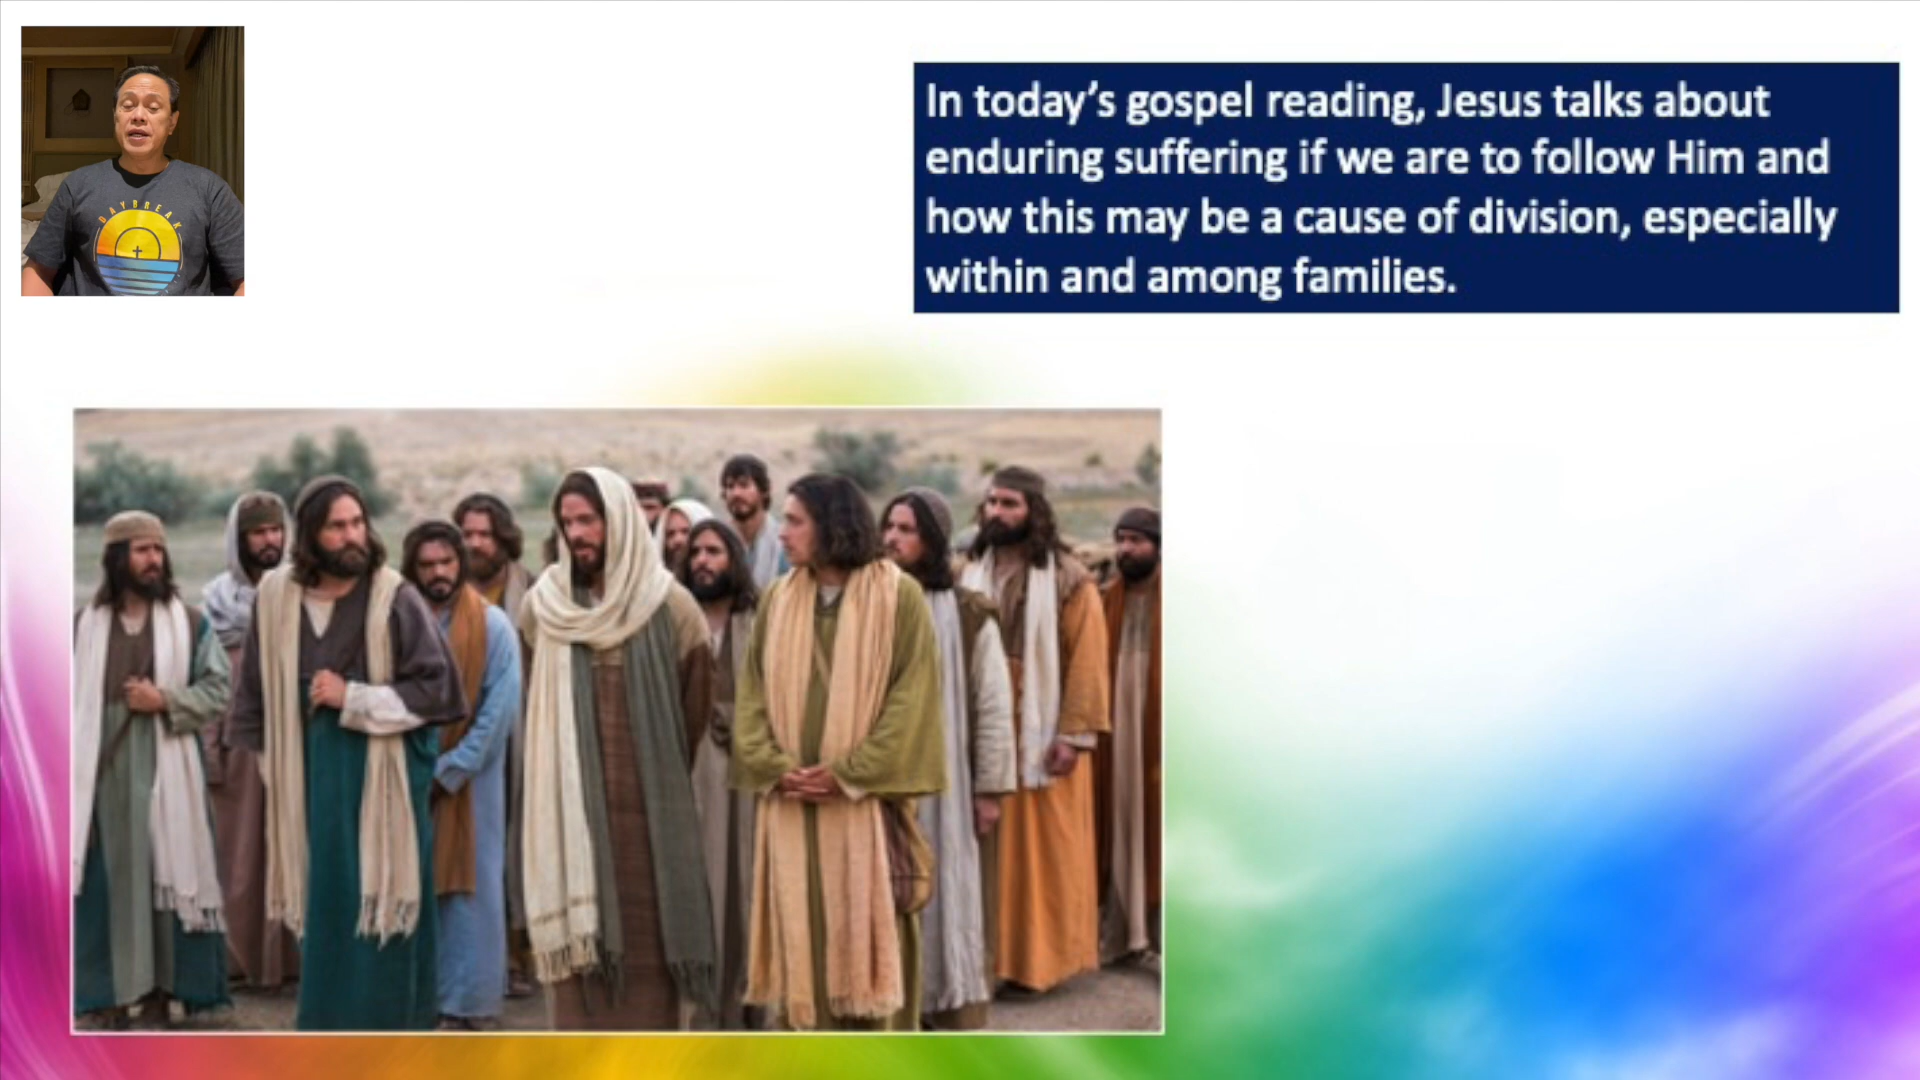 DAYBREAK
In today's gospel reading, Jesus talks about
enduring suffering if we are to follow Him and
how this may be a cause of division, especially
within and among families.